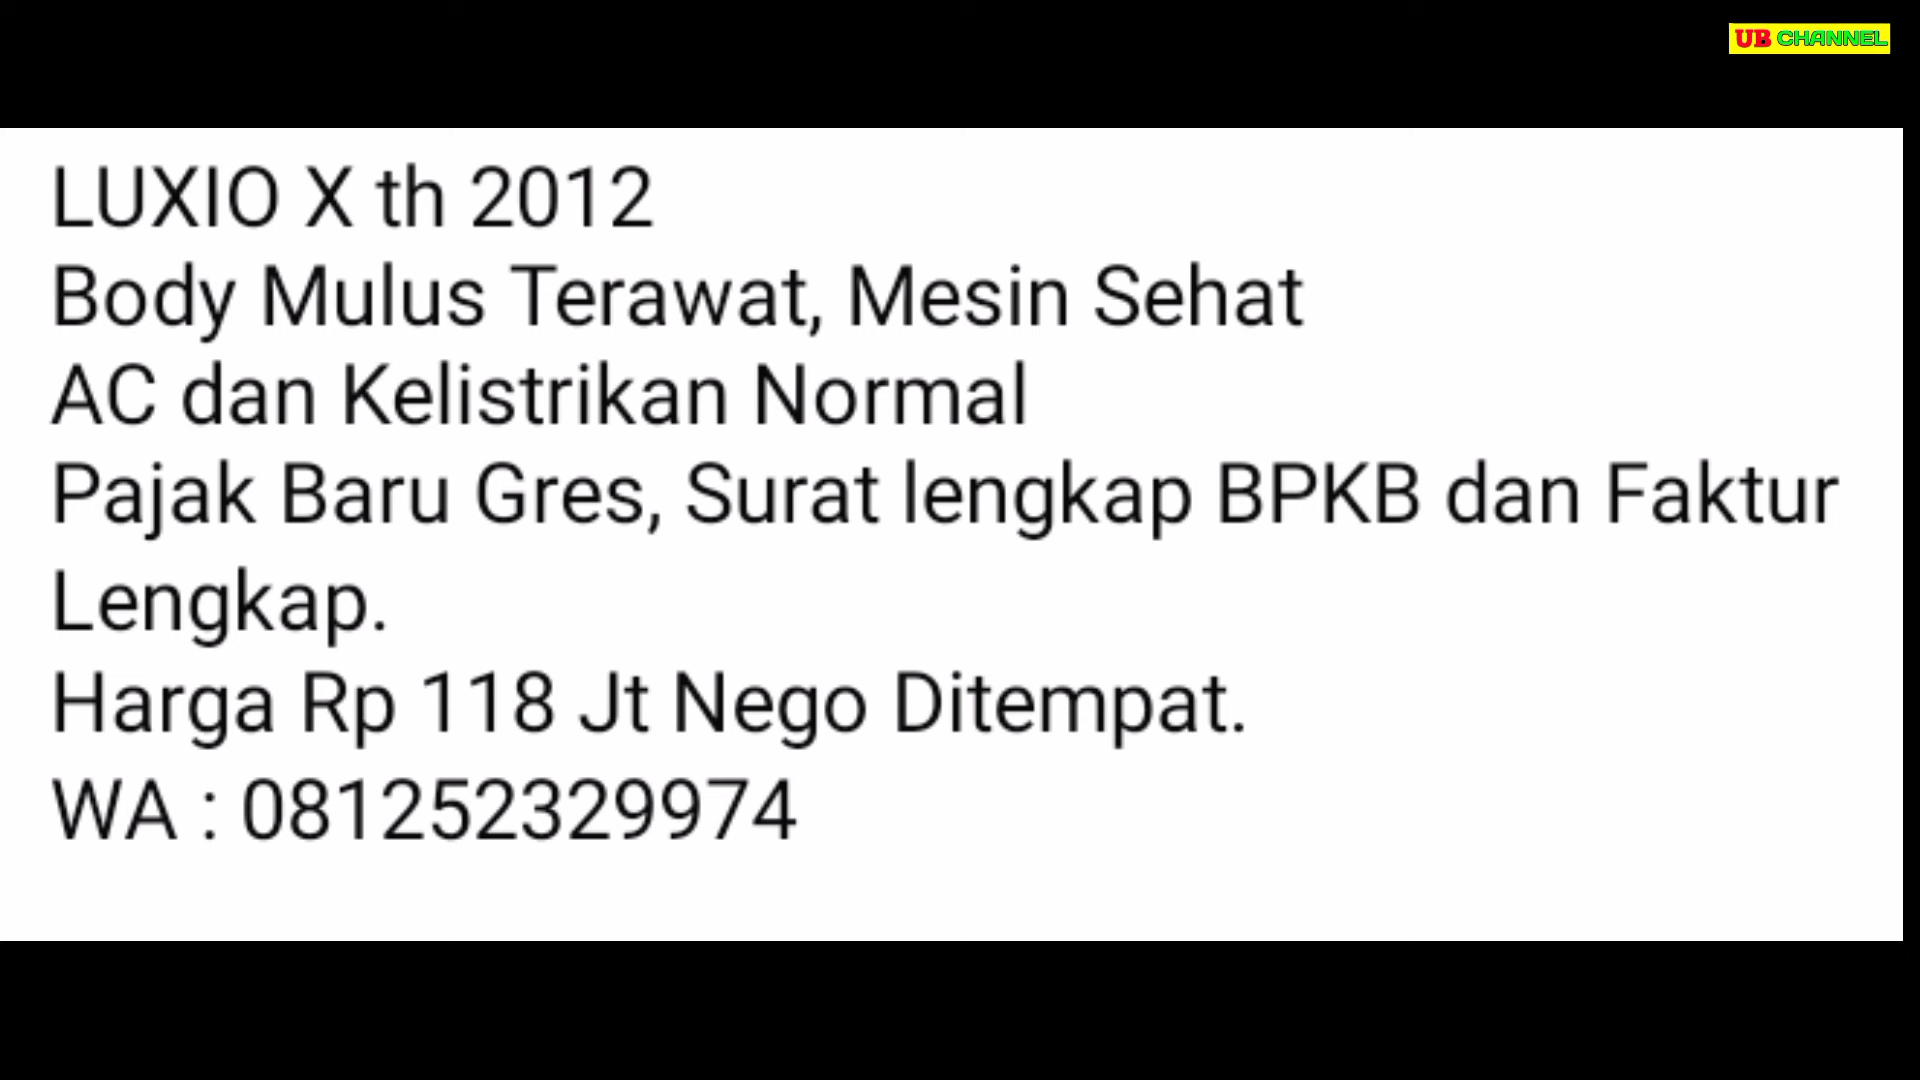 UB CHANNEL
LUXIO X th 2012
Body Mulus Terawat, Mesin Sehat
AC dan Kelistrikan Normal
Pajak Baru Gres, Surat lengkap BPKB dan Faktur
Lengkap.
Harga Rp 118 Jt Nego Ditempat.
WA : 081252329974